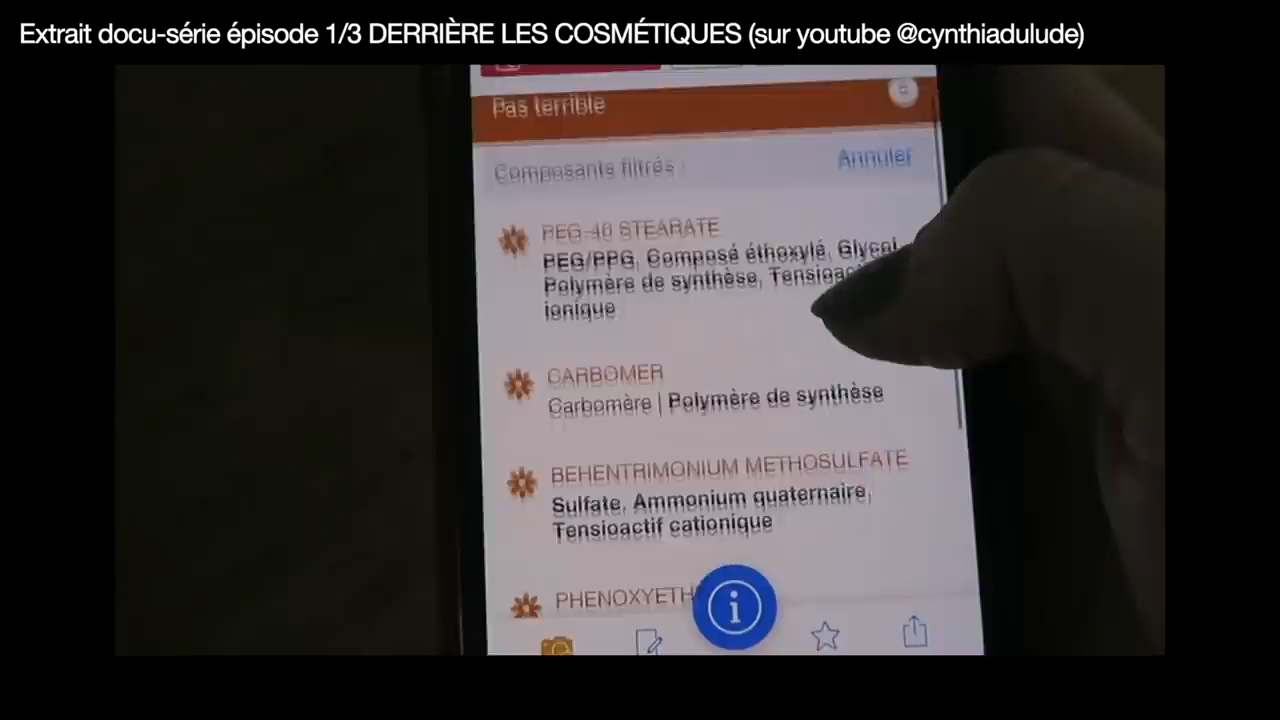 Extrait docu-série épisode 1/3 DERRIÈRE LES COSMÉTIQUES (sur youtube @cynthiadulude)
Pas terrible
Composants filtrés :
Annuler
PEG-40 STEARATE
PEG/PPG, Composé éthoxylé, Glycol,
Polymère de synthèse,
ionique
CARBOMER
Carbomère | Polymère de synthèse
BEHENTRIMONIUM METHOSULFATE
Sulfate, Ammonium quaternaire,
Tensioactif cationique